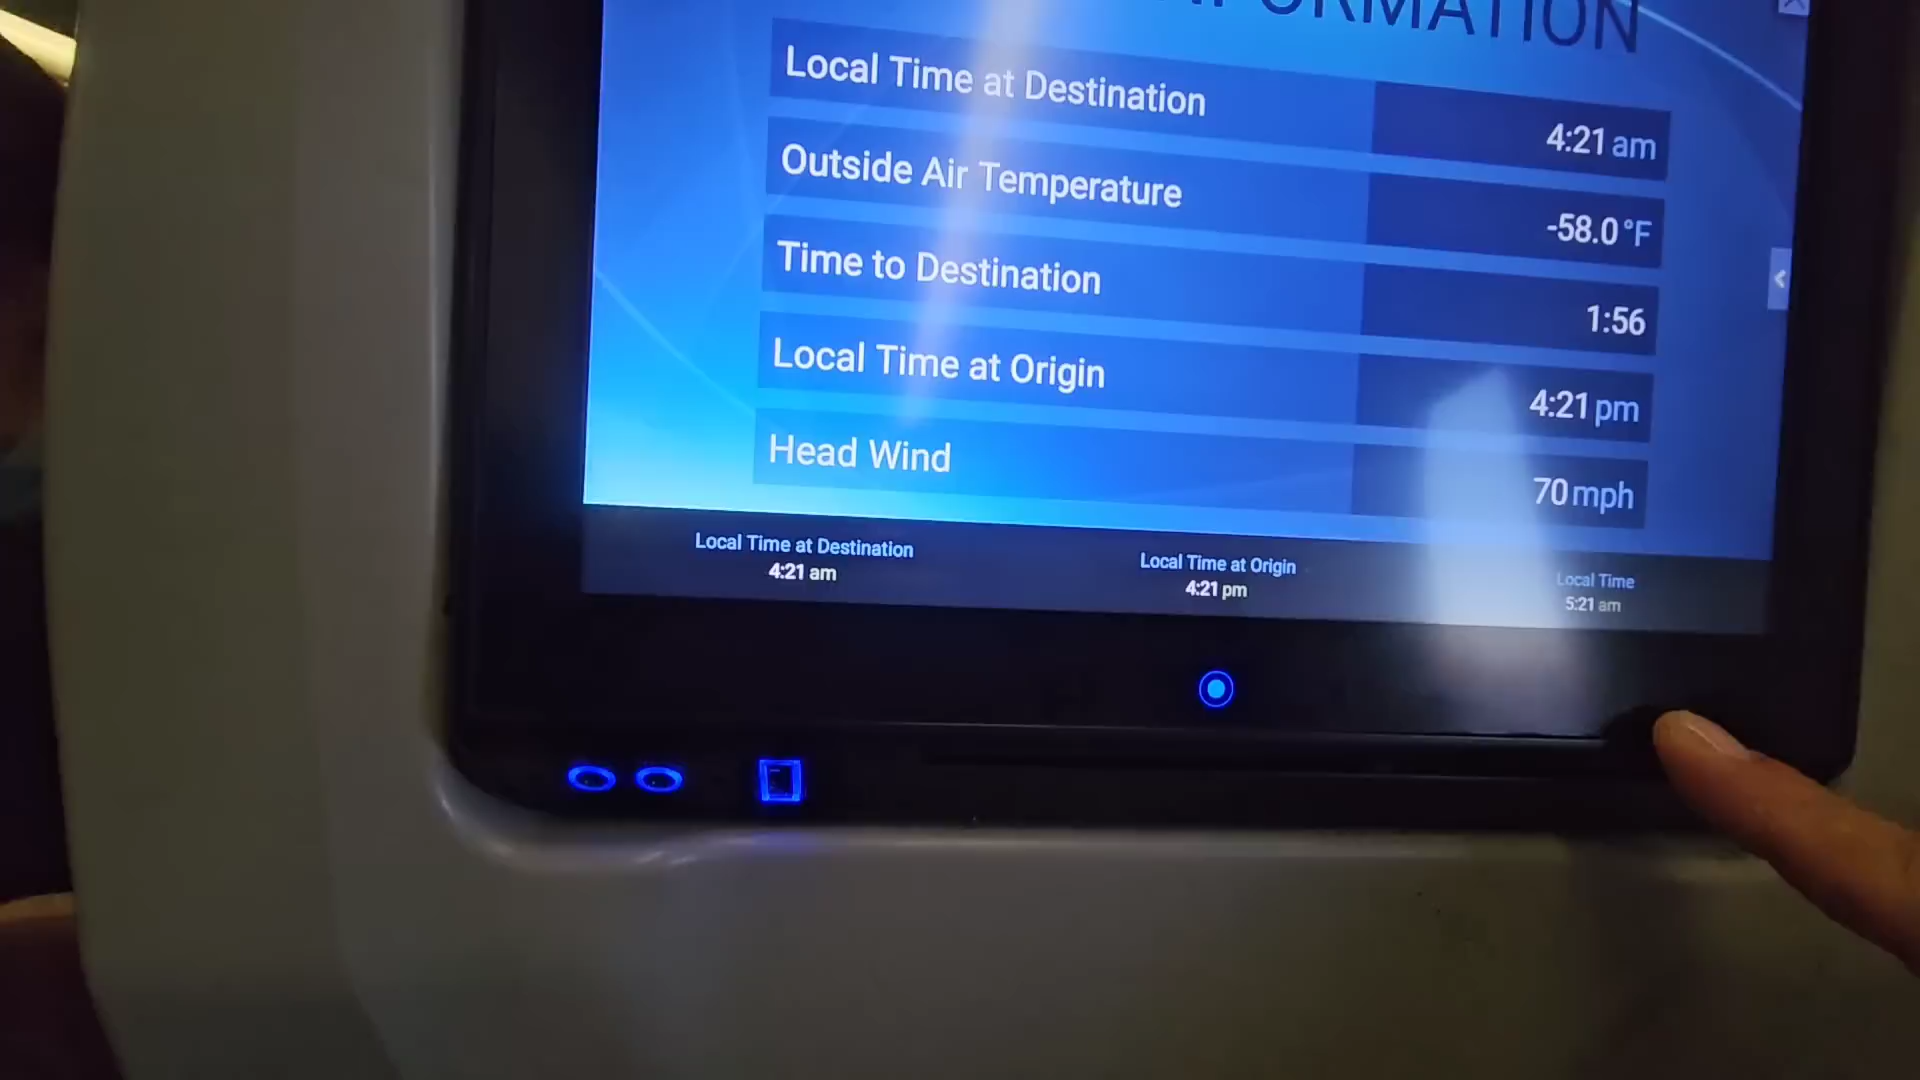 Local Time at Destination 4:21 am
Outside Air Temperature -58.0 °F
Time to Destination 1:56
Local Time at Origin 4:21 pm
Head Wind 70 mph
Local Time at Destination Local Time at Origin Local Time
4:21 am 4:21 pm 5:21 am